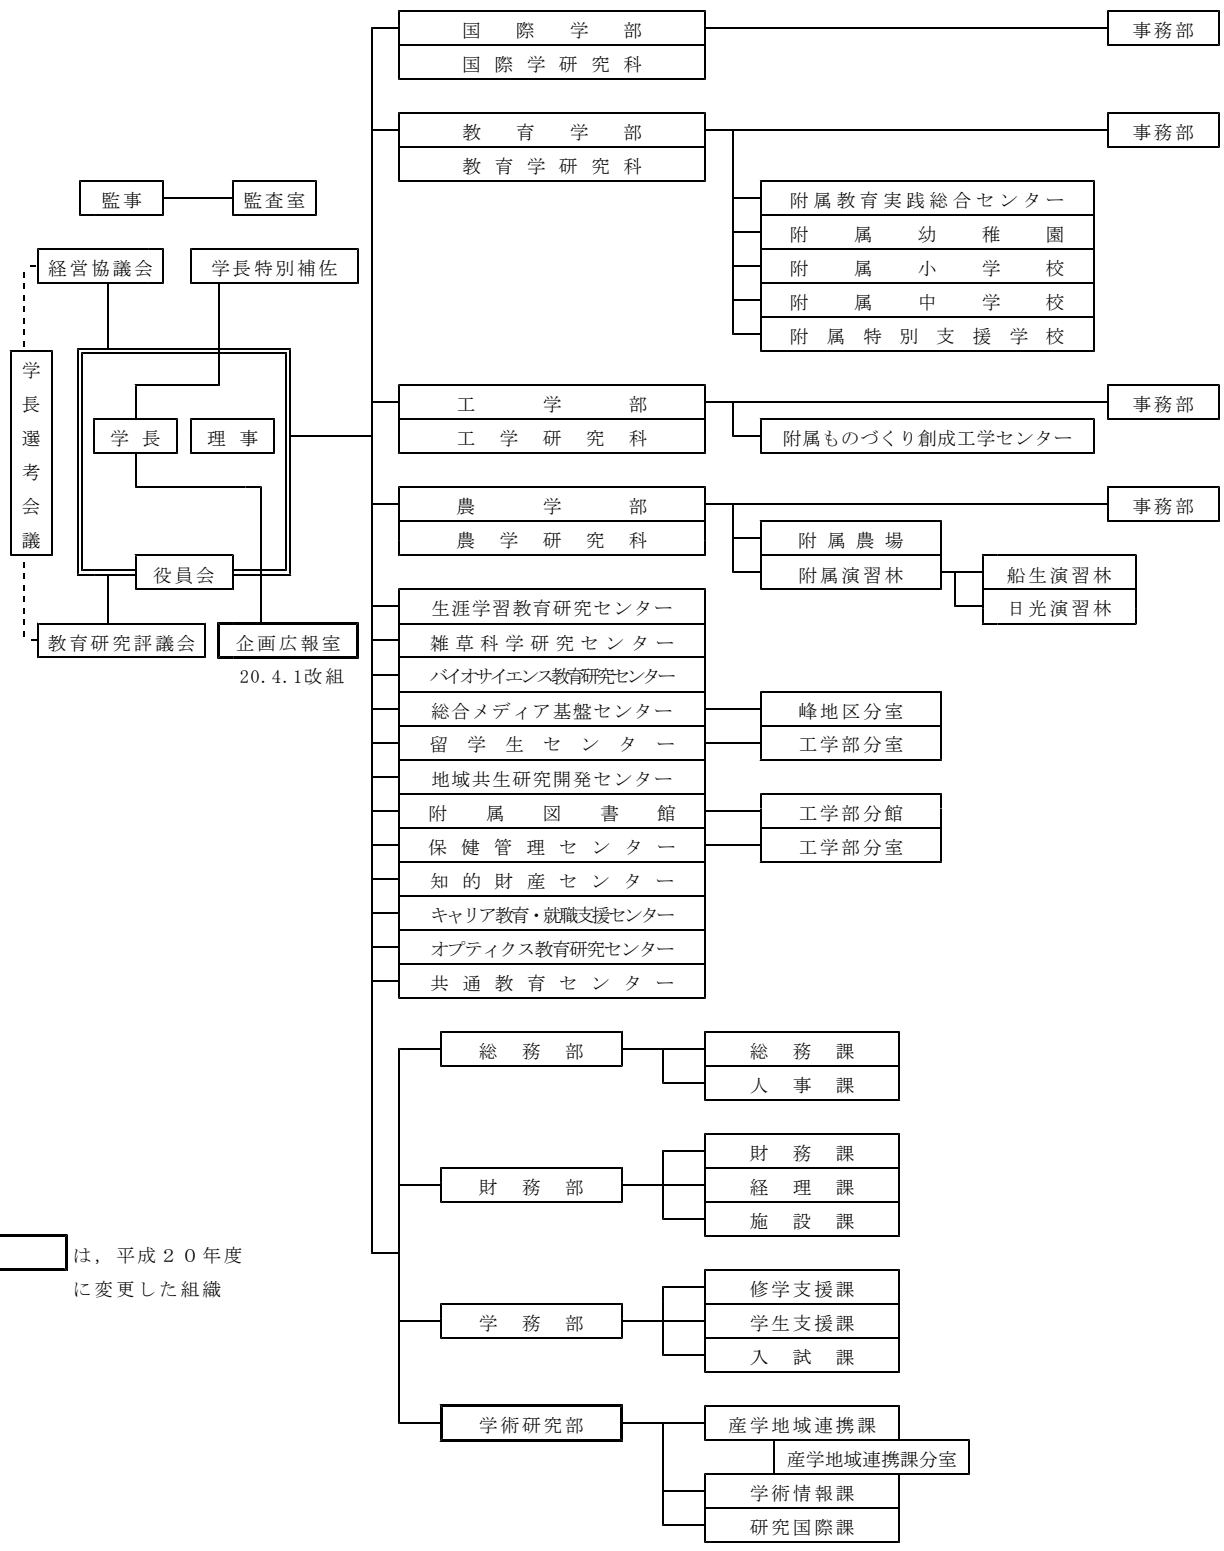 国際学部
国際学研究科
事務部
教育学部
教育学研究科
事務部
附属教育実践総合センター
附属幼稚園
附属小学校
附属中学校
附属特別支援学校
監事
監査室
経営協議会
学長特別補佐
学長選考会議
学長
理事
役員会
教育研究評議会
企画広報室
20.4.1改組
工学部
工学研究科
事務部
附属ものづくり創成工学センター
農学部
農学研究科
事務部
附属農場
附属演習林
船生演習林
日光演習林
生涯学習教育研究センター
雑草科学研究センター
バイオサイエンス教育研究センター
総合メディア基盤センター
峰地区分室
留学生センター
工学部分室
地域共生研究開発センター
附属図書館
工学部分館
保健管理センター
工学部分室
知的財産センター
キャリア教育・就職支援センター
オプティクス教育研究センター
共通教育センター
総務部
総務課
人事課
財務部
財務課
経理課
施設課
は，平成２０年度
に変更した組織
学務部
修学支援課
学生支援課
入試課
学術研究部
産学地域連携課
産学地域連携課分室
学術情報課
研究国際課